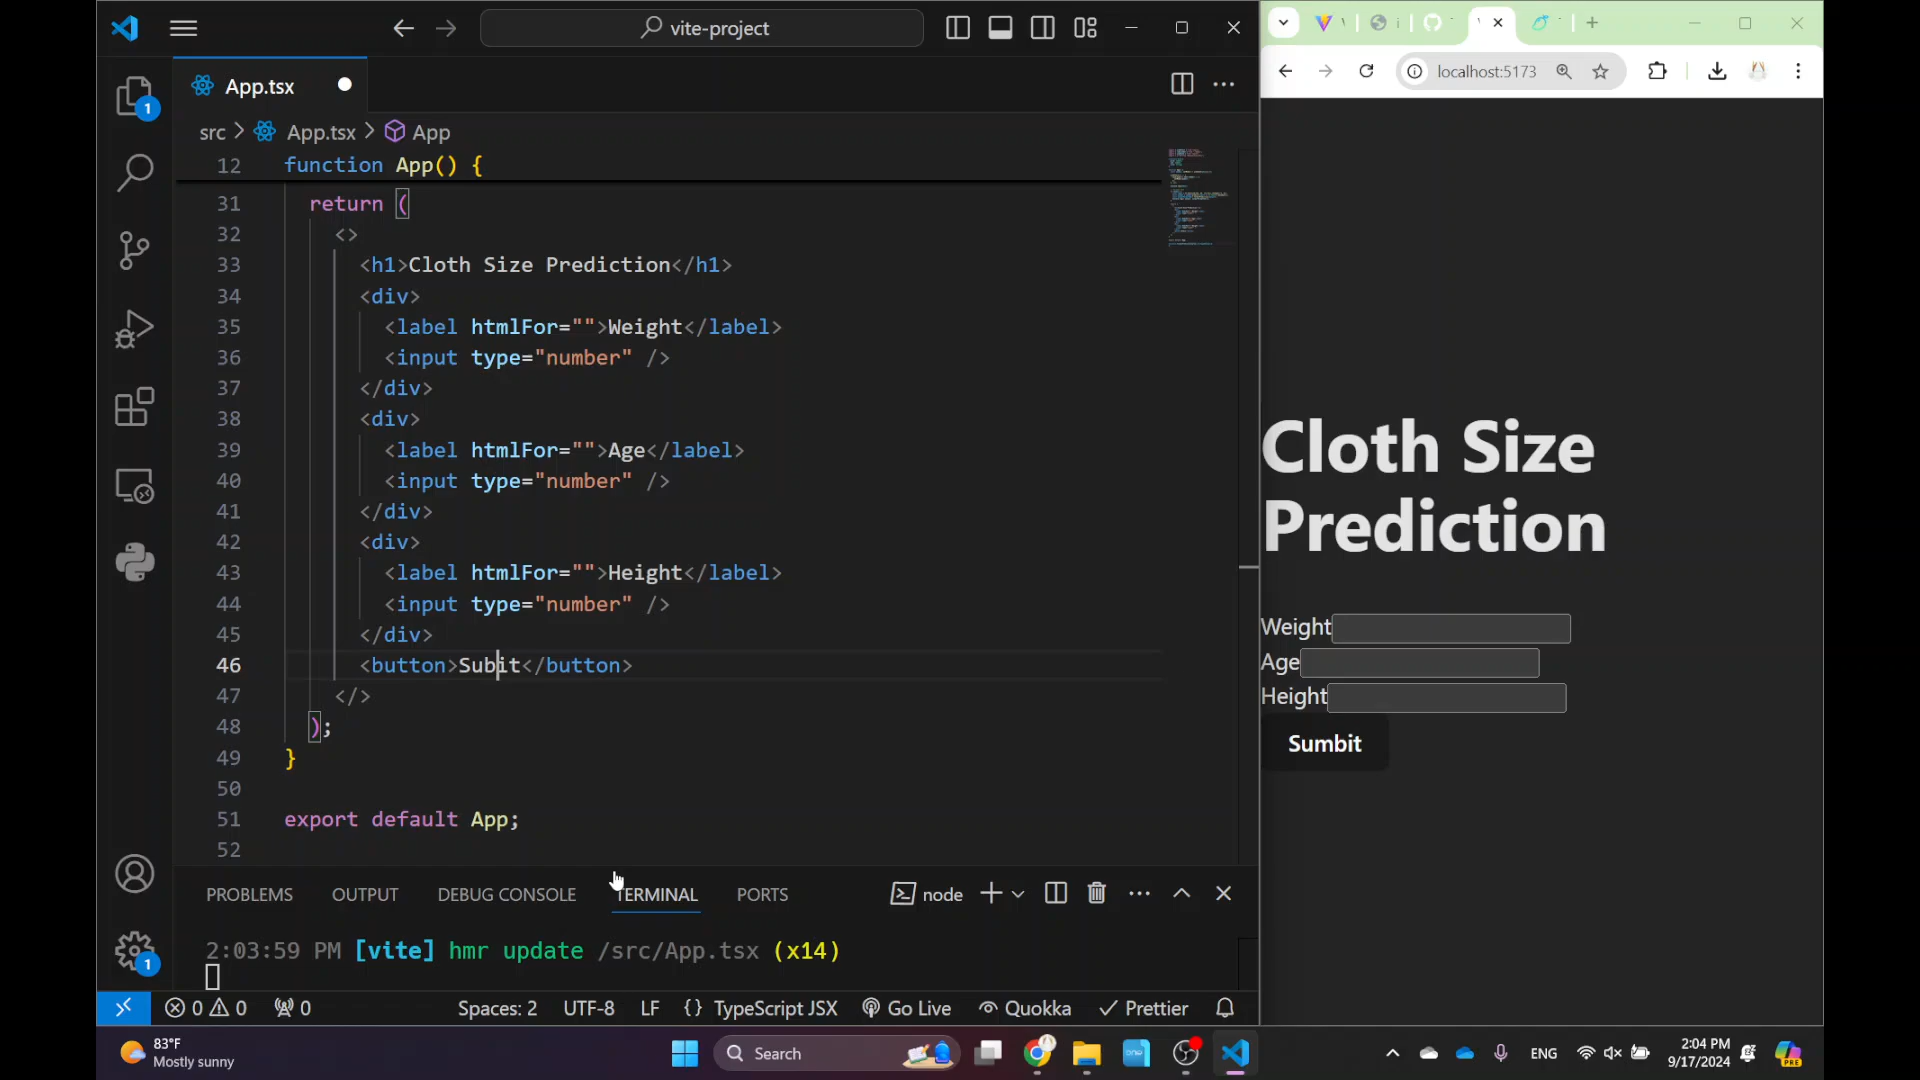 vite-project
App.tsx
src > App.tsx > App
12 function App() {
31 return (
32 <>
33 <h1>Cloth Size Prediction</h1>
34 <div>
35 <label htmlFor="">Weight</label>
36 <input type="number" />
37 </div>
38 <div>
39 <label htmlFor="">Age</label>
40 <input type="number" />
41 </div>
42 <div>
43 <label htmlFor="">Height</label>
44 <input type="number" />
45 </div>
46 <button>Subit</button>
47 </>
48 );
49 }
50
51 export default App;
52
PROBLEMS OUTPUT DEBUG CONSOLE TERMINAL PORTS node
2:03:59 PM [vite] hmr update /src/App.tsx (x14)
0 0 0 Spaces: 2 UTF-8 LF {} TypeScript JSX Go Live Quokka Prettier
1
1
localhost:5173
Cloth Size
Prediction
Weight
Age
Height
Sumbit
83°F
Mostly sunny
Search
ENG
2:04 PM
9/17/2024
PRE